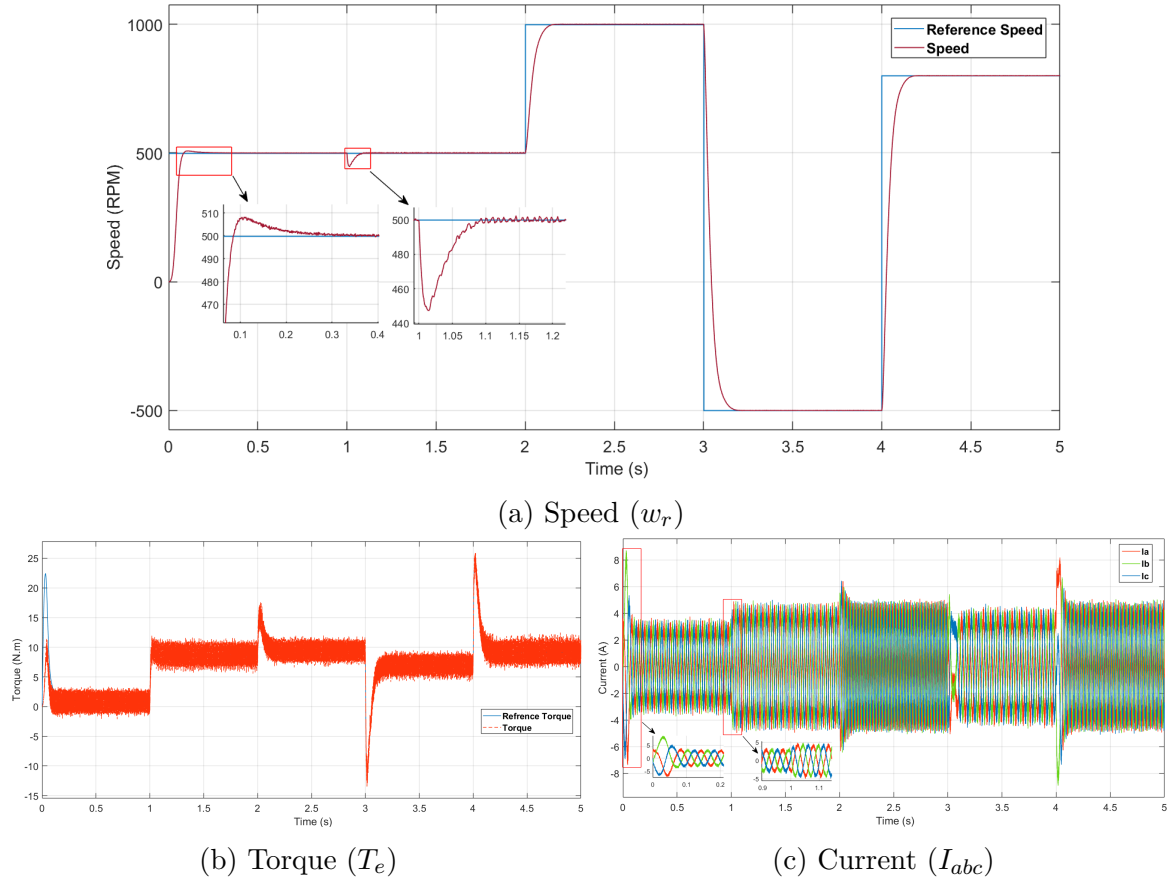 1000
500
0
-500
Speed (RPM)
Reference Speed
Speed
510
500
490
480
470
0.1 0.2 0.3 0.4
500
480
460
440
1 1.05 1.1 1.15 1.2
0 0.5 1 1.5 2 2.5 3 3.5 4 4.5 5
Time (s)
(a) Speed (w_r)
25
20
15
10
5
0
-5
-10
-15
Torque (N.m)
Refrence Torque
Torque
0 0.5 1 1.5 2 2.5 3 3.5 4 4.5 5
Time (s)
(b) Torque (T_e)
8
6
4
2
0
-2
-4
-6
-8
Current (A)
Ia
Ib
Ic
5
0
-5
0 0.1 0.2
5
0
-5
0.9 1 1.1
0 0.5 1 1.5 2 2.5 3 3.5 4 4.5 5
Time (s)
(c) Current (I_{abc})